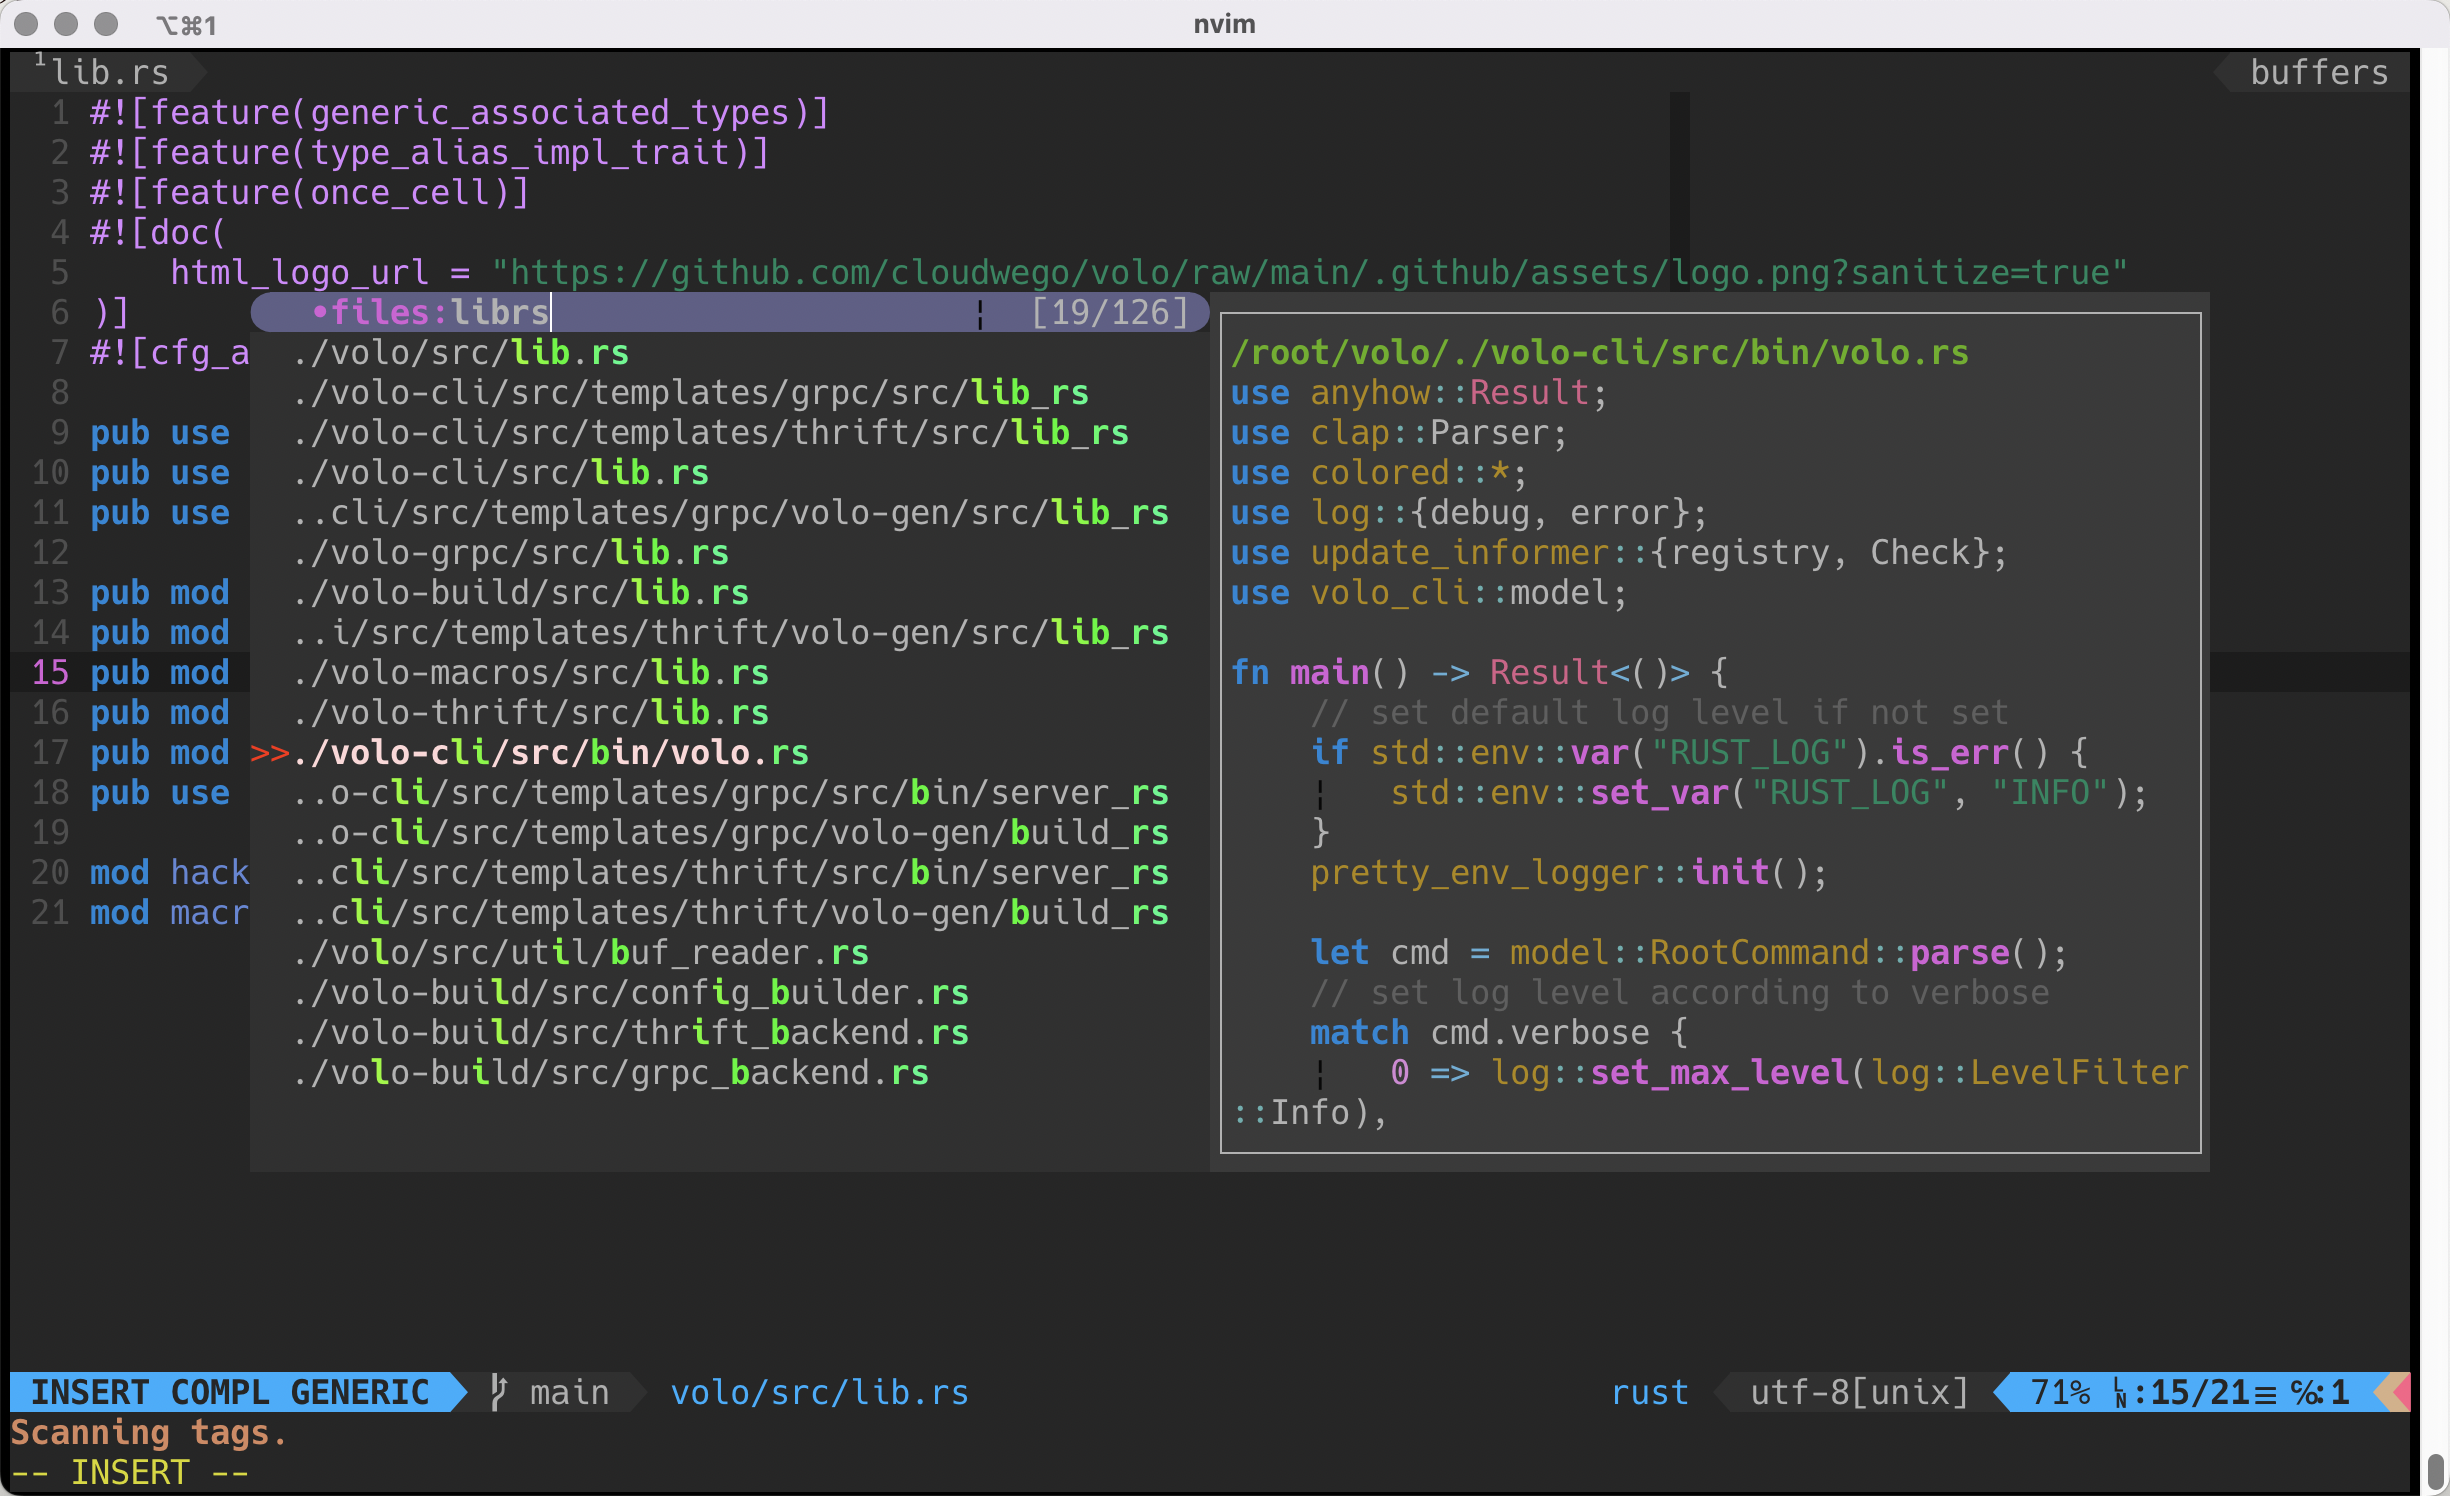 ⌥⌘1 nvim
1 lib.rs buffers
1 #![feature(generic_associated_types)]
2 #![feature(type_alias_impl_trait)]
3 #![feature(once_cell)]
4 #![doc(
5     html_logo_url = "https://github.com/cloudwego/volo/raw/main/.github/assets/logo.png?sanitize=true"
6 )]
7 #![cfg_a
8
9 pub use
10 pub use
11 pub use
12
13 pub mod
14 pub mod
15 pub mod
16 pub mod
17 pub mod
18 pub use
19
20 mod hack
21 mod macr
•files:librs ¦ [19/126]
./volo/src/lib.rs
./volo-cli/src/templates/grpc/src/lib_rs
./volo-cli/src/templates/thrift/src/lib_rs
./volo-cli/src/lib.rs
..cli/src/templates/grpc/volo-gen/src/lib_rs
./volo-grpc/src/lib.rs
./volo-build/src/lib.rs
..i/src/templates/thrift/volo-gen/src/lib_rs
./volo-macros/src/lib.rs
./volo-thrift/src/lib.rs
>>./volo-cli/src/bin/volo.rs
..o-cli/src/templates/grpc/src/bin/server_rs
..o-cli/src/templates/grpc/volo-gen/build_rs
..cli/src/templates/thrift/src/bin/server_rs
..cli/src/templates/thrift/volo-gen/build_rs
./volo/src/util/buf_reader.rs
./volo-build/src/config_builder.rs
./volo-build/src/thrift_backend.rs
./volo-build/src/grpc_backend.rs
/root/volo/./volo-cli/src/bin/volo.rs
use anyhow::Result;
use clap::Parser;
use colored::*;
use log::{debug, error};
use update_informer::{registry, Check};
use volo_cli::model;

fn main() -> Result<()> {
    // set default log level if not set
    if std::env::var("RUST_LOG").is_err() {
    ¦   std::env::set_var("RUST_LOG", "INFO");
    }
    pretty_env_logger::init();

    let cmd = model::RootCommand::parse();
    // set log level according to verbose
    match cmd.verbose {
    ¦   0 => log::set_max_level(log::LevelFilter
::Info),
INSERT COMPL GENERIC main volo/src/lib.rs rust utf-8[unix] 71% LN:15/21≡ ℅:1
Scanning tags.
-- INSERT --